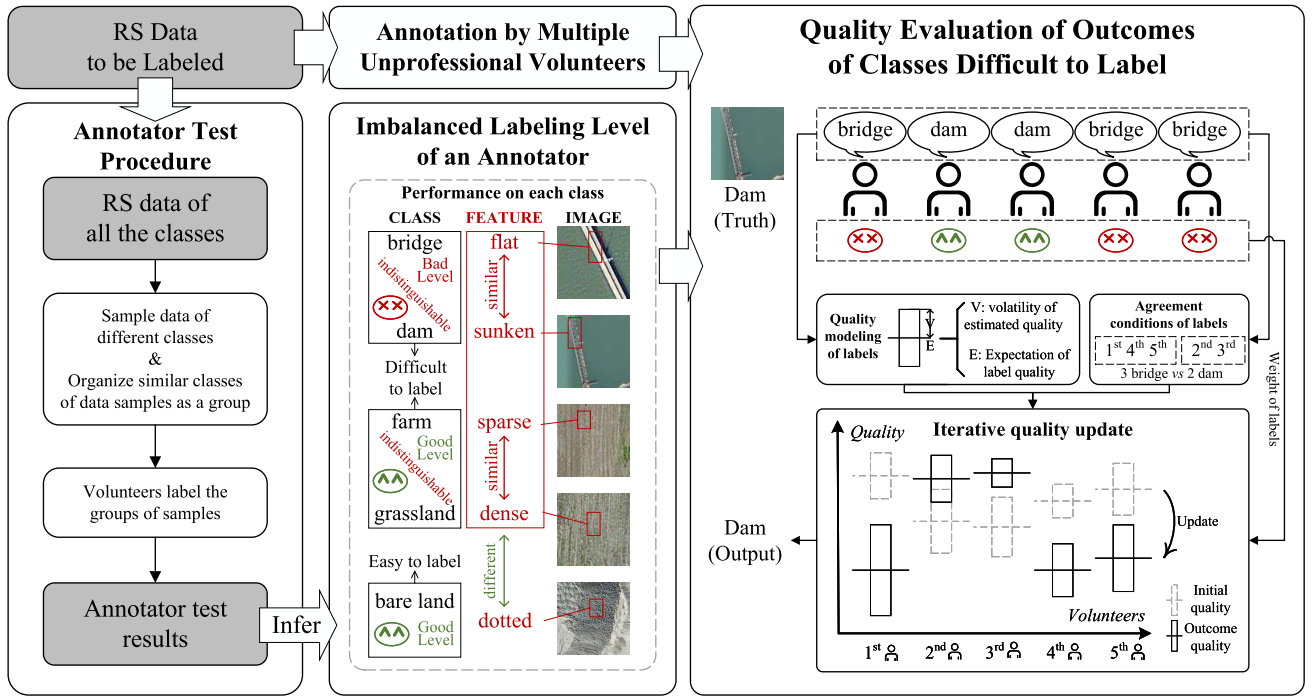 RS Data
to be Labeled
Annotation by Multiple
Unprofessional Volunteers
Annotator Test
Procedure
RS data of
all the classes
Sample data of
different classes
&
Organize similar classes
of data samples as a group
Volunteers label the
groups of samples
Annotator test
results
Infer
Imbalanced Labeling Level
of an Annotator
Performance on each class
CLASS
FEATURE
IMAGE
bridge
Bad
Level
indistinguishable
dam
flat
similar
sunken
Difficult
to label
farm
Good
Level
indistinguishable
grassland
sparse
similar
dense
Easy to label
different
bare land
Good
Level
dotted
Quality Evaluation of Outcomes
of Classes Difficult to Label
Dam
(Truth)
bridge
dam
dam
bridge
bridge
Quality
modeling
of labels
V
E
V: volatility of
estimated quality
E: Expectation of
label quality
Agreement
conditions of labels
1st 4th 5th
2nd 3rd
3 bridge vs 2 dam
Weight of labels
Iterative quality update
Quality
Update
Volunteers
Initial
quality
Outcome
quality
1st
2nd
3rd
4th
5th
Dam
(Output)